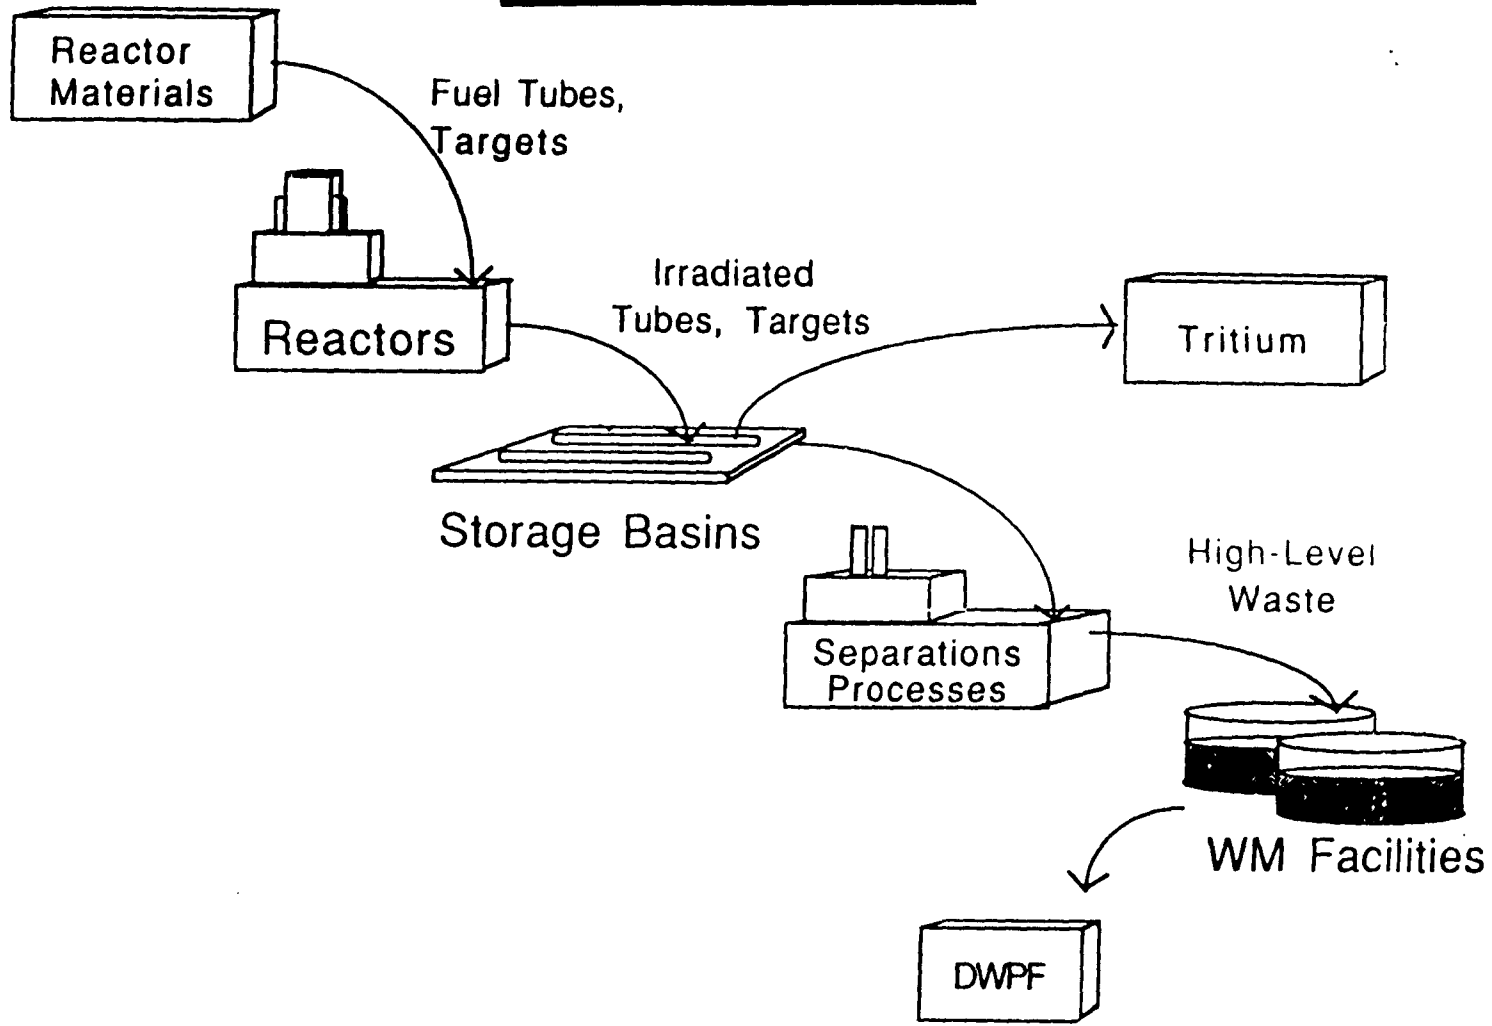 Reactor
Materials
Fuel Tubes,
Targets
Reactors
Irradiated
Tubes, Targets
Tritium
Storage Basins
High-Level
Waste
Separations
Processes
WM Facilities
DWPF